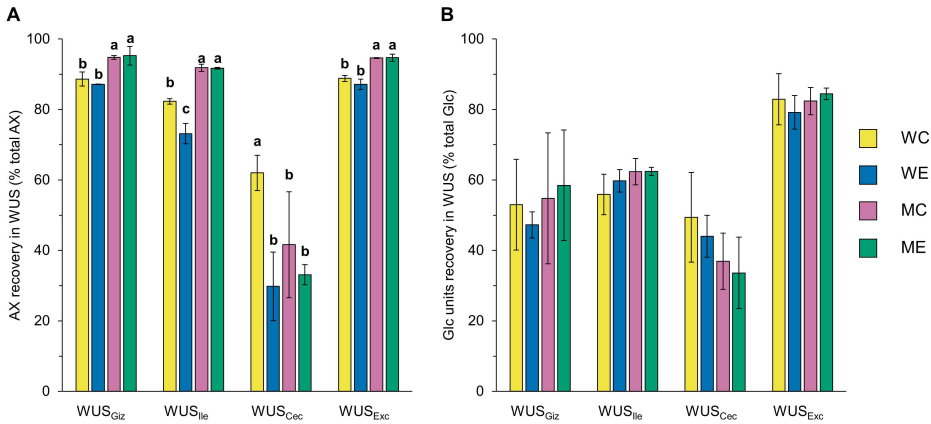 A
AX recovery in WUS (% total AX)
100
80
60
40
20
0
b b a a
b c a a
a b b b
b b a a
WUSGiz WUSIle WUSCec WUSExc
B
Glc units recovery in WUS (% total Glc)
100
80
60
40
20
0
WUSGiz WUSIle WUSCec WUSExc
WC
WE
MC
ME